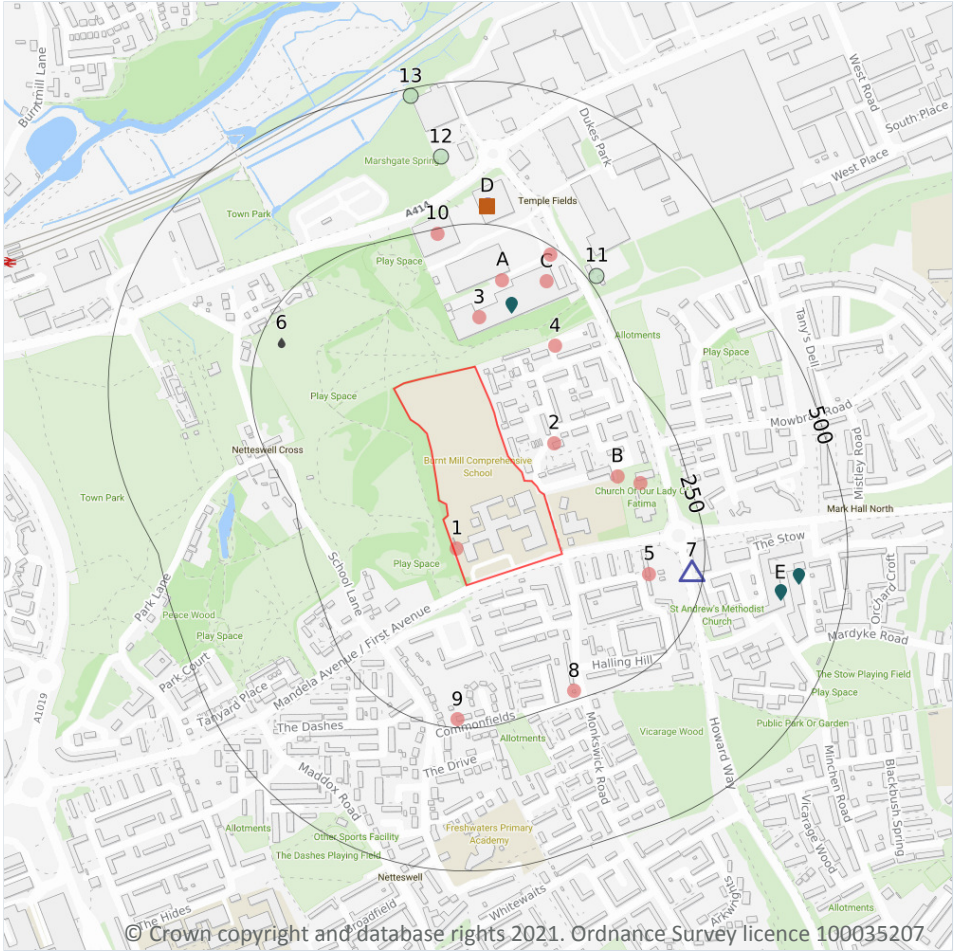 Burntmill Lane
13
West Road
South Place
Dukes Park
12
Marshgate Spring
West Place
D
Temple Fields
A414
Town Park
10
Play Space
A
C
11
3
6
4
Allotments
Tany's Dell
Play Space
Play Space
500
Mowbray Road
2
Netteswell Cross
Burnt Mill Comprehensive
School
B
Mistley Road
250
Church Of Our Lady O
Fatima
Town Park
Mark Hall North
1
The Stow
7
5
Play Space
School Lane
E
Orchard Croft
Park Lane
Peace Wood
St Andrew's Methodist
Church
Play Space
Mandela Avenue / First Avenue
Mardyke Road
Halling Hill
Park Court
8
The Stow Playing Field
Tanyard Place
Play Space
A1019
9
Commonfields
The Dashes
Public Park Or Garden
Vicarage Wood
Allotments
Monkswick Road
Howard Way
The Drive
Maddox Road
Minchen Road
Blackbush Spring
Vicarage Wood
Allotments
Freshwaters Primary
Academy
Other Sports Facility
The Dashes Playing Field
Netteswell
Whitewaits
The Hides
Allotments
© Crown copyright and database rights 2021. Ordnance Survey licence 100035207